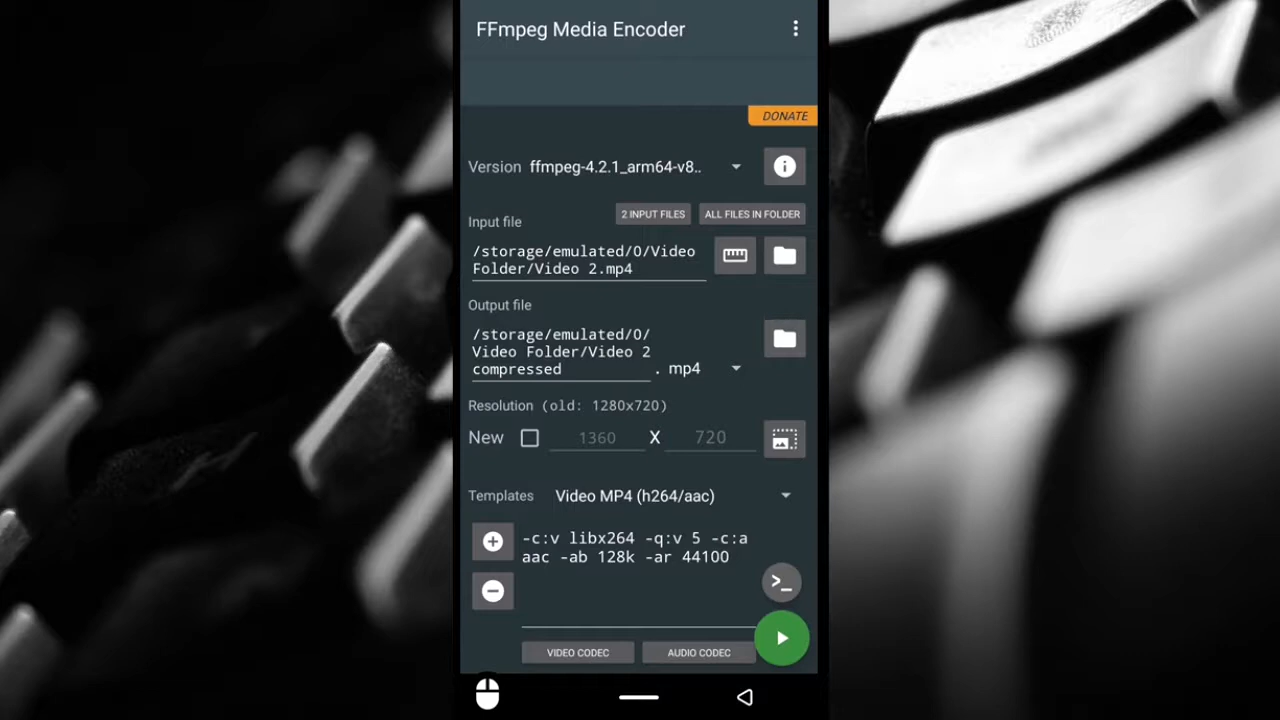 FFmpeg Media Encoder
DONATE
Version ffmpeg-4.2.1_arm64-v8..
2 INPUT FILES ALL FILES IN FOLDER
Input file
/storage/emulated/0/Video
Folder/Video 2.mp4
Output file
/storage/emulated/0/
Video Folder/Video 2
compressed . mp4
Resolution (old: 1280x720)
New 1360 X 720
Templates Video MP4 (h264/aac)
-c:v libx264 -q:v 5 -c:a
aac -ab 128k -ar 44100
>_
VIDEO CODEC AUDIO CODEC